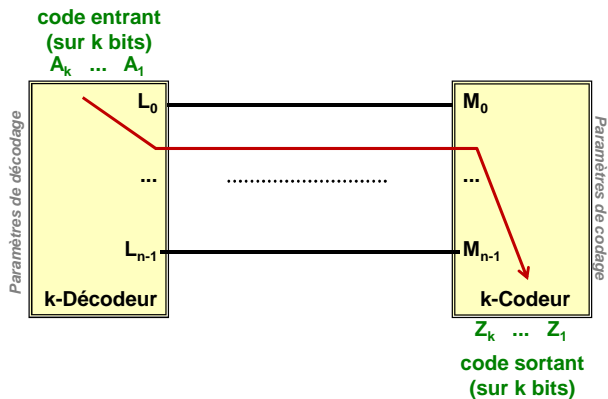 code entrant
(sur k bits)
Ak ... A1
Paramètres de décodage
L0
M0
...
..............................
...
Ln-1
Mn-1
k-Décodeur
k-Codeur
Paramètres de codage
Zk ... Z1
code sortant
(sur k bits)